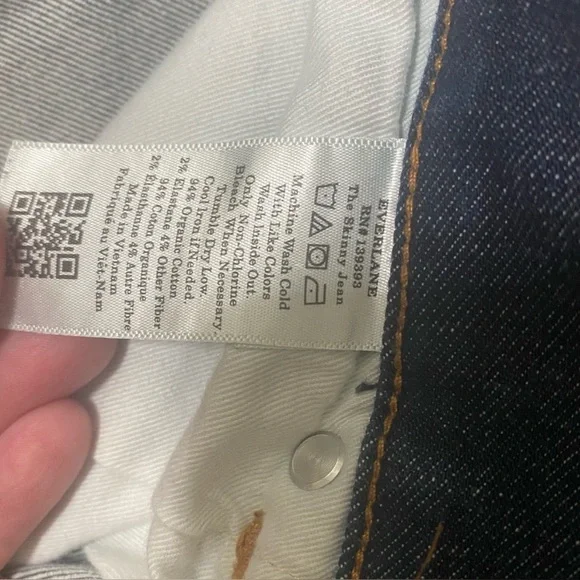 EVERLANE
RN# 139393
The Skinny Jean
Machine Wash Cold
With Like Colors
Wash Inside Out.
Only Non-Chlorine
Bleach When Necessary.
Tumble Dry Low.
Cool Iron if Needed.
94% Organic Cotton
2% Elastane 4% Other Fiber
94% Coton Organique
2% Élasthanne 4% Autre Fibre
Made in Vietnam
Fabriqué au Viêt-Nam